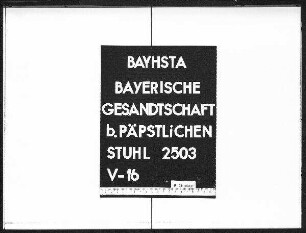 BAYHSTA
BAYERISCHE
GESANDTSCHAFT
b. PÄPSTLiCHEN
STUHL 2503
V-16